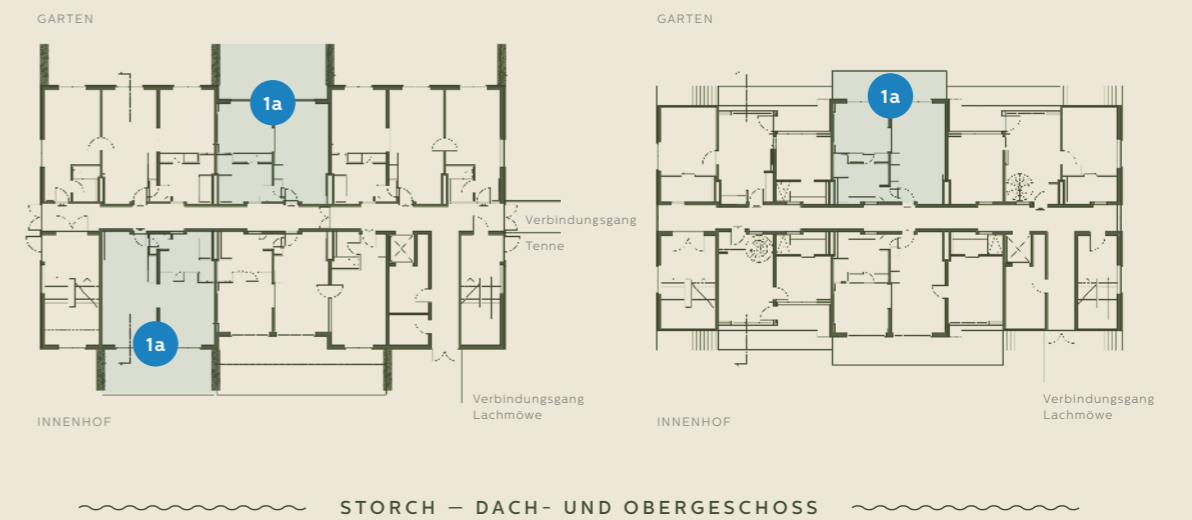 GARTEN
GARTEN
1a
1a
Verbindungsgang
Tenne
1a
Verbindungsgang
Lachmöwe
Verbindungsgang
Lachmöwe
INNENHOF
INNENHOF
STORCH — DACH- UND OBERGESCHOSS